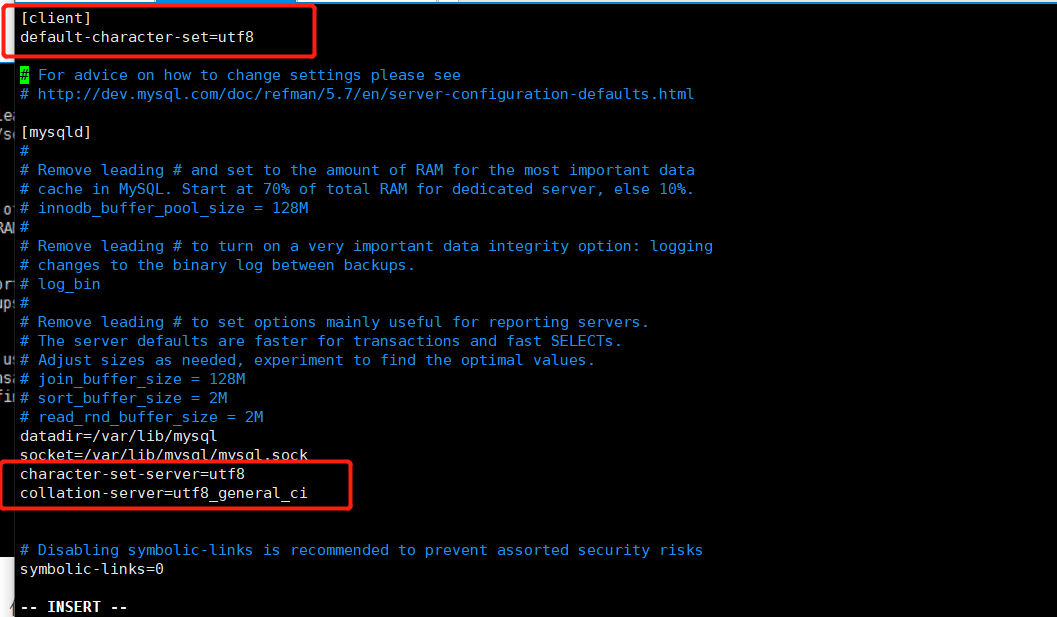 [client]
default-character-set=utf8
# For advice on how to change settings please see
# http://dev.mysql.com/doc/refman/5.7/en/server-configuration-defaults.html
[mysqld]
#
# Remove leading # and set to the amount of RAM for the most important data
# cache in MySQL. Start at 70% of total RAM for dedicated server, else 10%.
# innodb_buffer_pool_size = 128M
#
# Remove leading # to turn on a very important data integrity option: logging
# changes to the binary log between backups.
# log_bin
#
# Remove leading # to set options mainly useful for reporting servers.
# The server defaults are faster for transactions and fast SELECTs.
# Adjust sizes as needed, experiment to find the optimal values.
# join_buffer_size = 128M
# sort_buffer_size = 2M
# read_rnd_buffer_size = 2M
datadir=/var/lib/mysql
socket=/var/lib/mysql/mysql.sock
character-set-server=utf8
collation-server=utf8_general_ci
# Disabling symbolic-links is recommended to prevent assorted security risks
symbolic-links=0
-- INSERT --